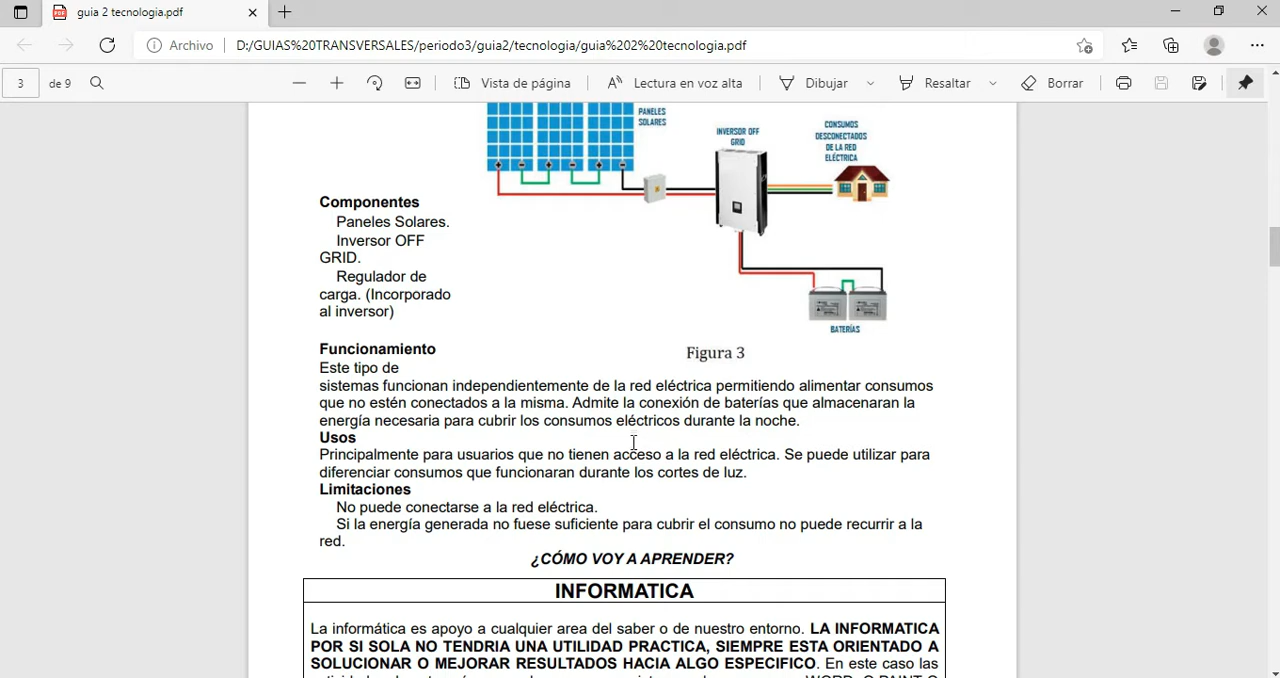 guia 2 tecnologia.pdf
Archivo
D:/GUIAS%20TRANSVERSALES/periodo3/guia2/tecnologia/guia%202%20tecnologia.pdf
3 de 9
Vista de página
Lectura en voz alta
Dibujar
Resaltar
Borrar
PANELES
SOLARES
INVERSOR OFF
GRID
CONSUMOS
DESCONECTADOS
DE LA RED
ELÉCTRICA
BATERÍAS
Componentes
Paneles Solares.
Inversor OFF
GRID.
Regulador de
carga. (Incorporado
al inversor)
Figura 3
Funcionamiento
Este tipo de
sistemas funcionan independientemente de la red eléctrica permitiendo alimentar consumos
que no estén conectados a la misma. Admite la conexión de baterías que almacenaran la
energía necesaria para cubrir los consumos eléctricos durante la noche.
Usos
Principalmente para usuarios que no tienen acceso a la red eléctrica. Se puede utilizar para
diferenciar consumos que funcionaran durante los cortes de luz.
Limitaciones
No puede conectarse a la red eléctrica.
Si la energía generada no fuese suficiente para cubrir el consumo no puede recurrir a la
red.
¿CÓMO VOY A APRENDER?
INFORMATICA
La informática es apoyo a cualquier area del saber o de nuestro entorno. LA INFORMATICA
POR SI SOLA NO TENDRIA UNA UTILIDAD PRACTICA, SIEMPRE ESTA ORIENTADO A
SOLUCIONAR O MEJORAR RESULTADOS HACIA ALGO ESPECIFICO. En este caso las